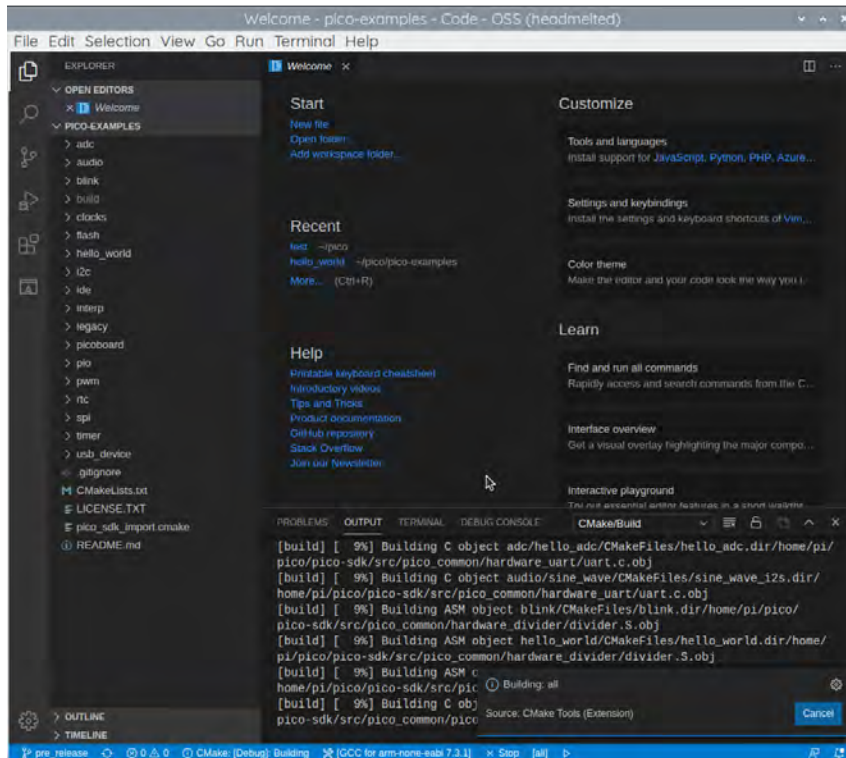 Welcome - pico-examples - Code - OSS (headmelted)
File Edit Selection View Go Run Terminal Help
EXPLORER
OPEN EDITORS
Welcome
PICO-EXAMPLES
adc
audio
blink
build
clocks
flash
hello_world
i2c
ide
interp
legacy
picoboard
pio
pwm
rtc
spi
timer
usb_device
.gitignore
CMakeLists.txt
LICENSE.TXT
pico_sdk_import.cmake
README.md
OUTLINE
TIMELINE
Welcome
Start
New file
Open folder...
Add workspace folder...
Recent
test ~/pico
hello_world ~/pico/pico-examples
More... (Ctrl+R)
Help
Printable keyboard cheatsheet
Introductory videos
Tips and Tricks
Product documentation
GitHub repository
Stack Overflow
Join our Newsletter
Customize
Tools and languages
Install support for JavaScript, Python, PHP, Azure...
Settings and keybindings
Install the settings and keyboard shortcuts of Vim,...
Color theme
Make the editor and your code look the way you l...
Learn
Find and run all commands
Rapidly access and search commands from the C...
Interface overview
Get a visual overlay highlighting the major compo...
Interactive playground
Try out essential editor features in a short walkthr...
PROBLEMS OUTPUT TERMINAL DEBUG CONSOLE CMake/Build
[build] [  9%] Building C object adc/hello_adc/CMakeFiles/hello_adc.dir/home/pi/
pico/pico-sdk/src/pico_common/hardware_uart/uart.c.obj
[build] [  9%] Building C object audio/sine_wave/CMakeFiles/sine_wave_i2s.dir/
home/pi/pico/pico-sdk/src/pico_common/hardware_uart/uart.c.obj
[build] [  9%] Building ASM object blink/CMakeFiles/blink.dir/home/pi/pico/
pico-sdk/src/pico_common/hardware_divider/divider.S.obj
[build] [  9%] Building ASM object hello_world/CMakeFiles/hello_world.dir/home/
pi/pico/pico-sdk/src/pico_common/hardware_divider/divider.S.obj
[build] [  9%] Building ASM o
home/pi/pico/pico-sdk/src/pic
[build] [  9%] Building C obj
pico-sdk/src/pico_common/pico
Building: all
Source: CMake Tools (Extension)
Cancel
pre_release 0 0 0 CMake: [Debug]: Building [GCC for arm-none-eabi 7.3.1] Stop [all]